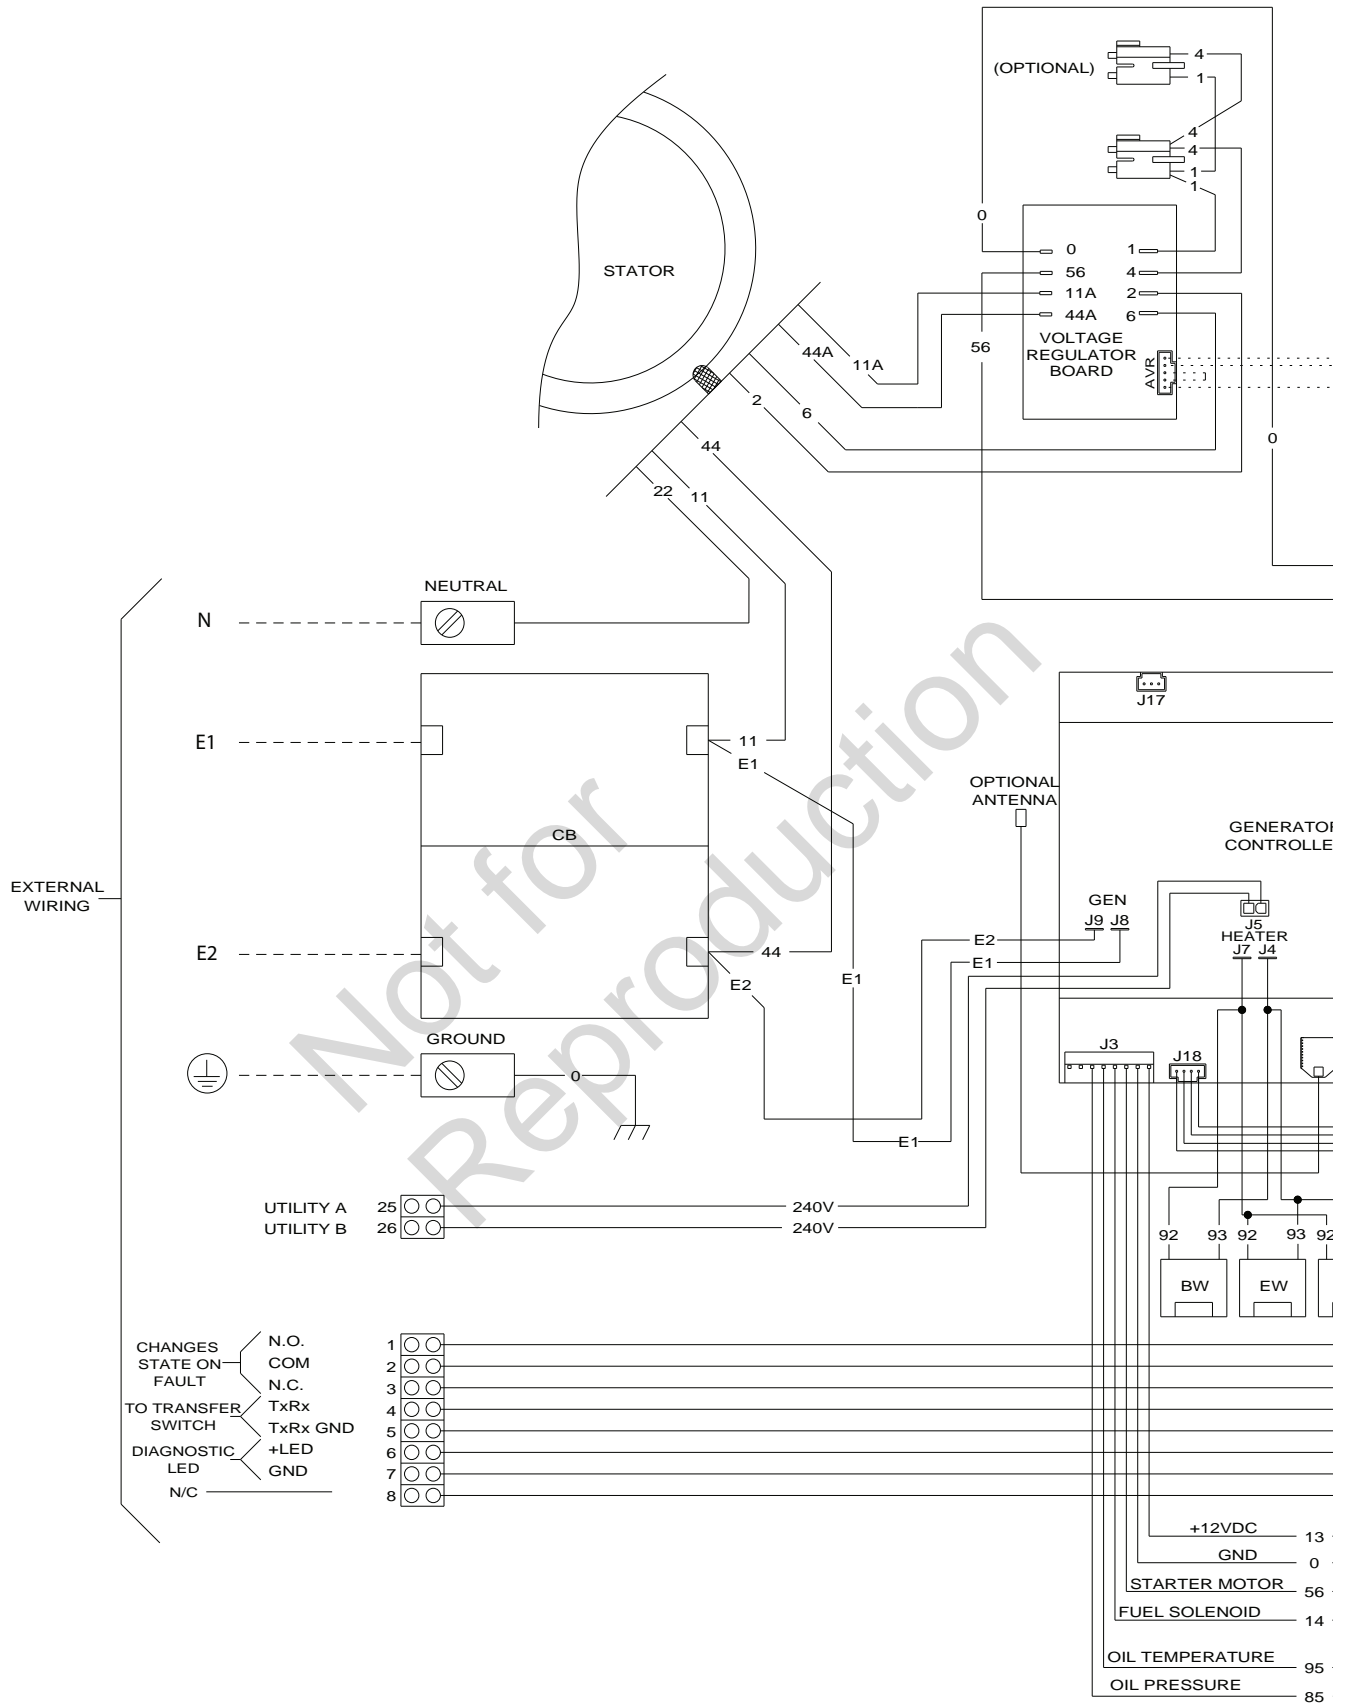 (OPTIONAL)
4
1
4
4
1
1
0
STATOR
0
1
56
4
11A
2
44A
6
VOLTAGE
REGULATOR
BOARD
AVR
56
44A
11A
2
6
0
44
22
11
NEUTRAL
N
J17
E1
11
E1
OPTIONAL
ANTENNA
CB
GENERATOR
CONTROLLE
EXTERNAL
WIRING
GEN
J9 J8
J5
HEATER
J7 J4
E2
E2
E1
44
E2
E1
GROUND
0
J3
J18
E1
UTILITY A 25
240V
UTILITY B 26
240V
92 93 92 93 92
BW
EW
CHANGES
STATE ON
FAULT
N.O. 1
COM 2
N.C. 3
TO TRANSFER
SWITCH
TxRx 4
TxRx GND 5
DIAGNOSTIC
LED
+LED 6
GND 7
N/C 8
+12VDC 13
GND 0
STARTER MOTOR 56
FUEL SOLENOID 14
OIL TEMPERATURE 95
OIL PRESSURE 85
Not for
Reproduction